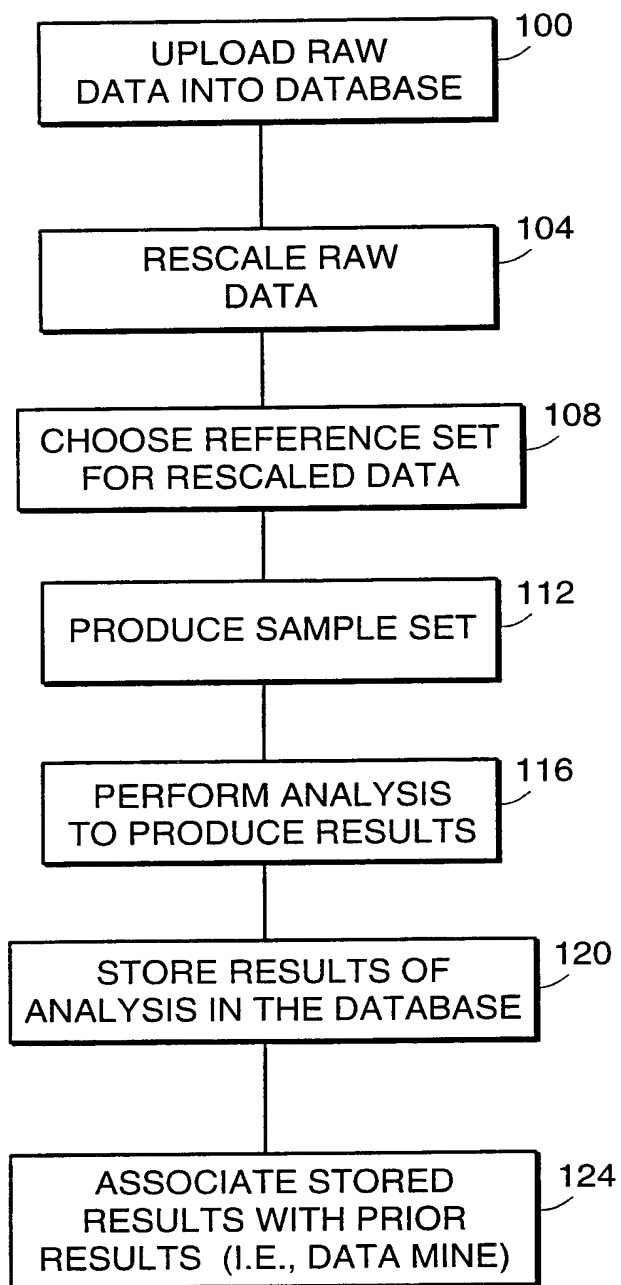 100
UPLOAD RAW
DATA INTO DATABASE
104
RESCALE RAW
DATA
108
CHOOSE REFERENCE SET
FOR RESCALED DATA
112
PRODUCE SAMPLE SET
116
PERFORM ANALYSIS
TO PRODUCE RESULTS
120
STORE RESULTS OF
ANALYSIS IN THE DATABASE
124
ASSOCIATE STORED
RESULTS WITH PRIOR
RESULTS (I.E., DATA MINE)